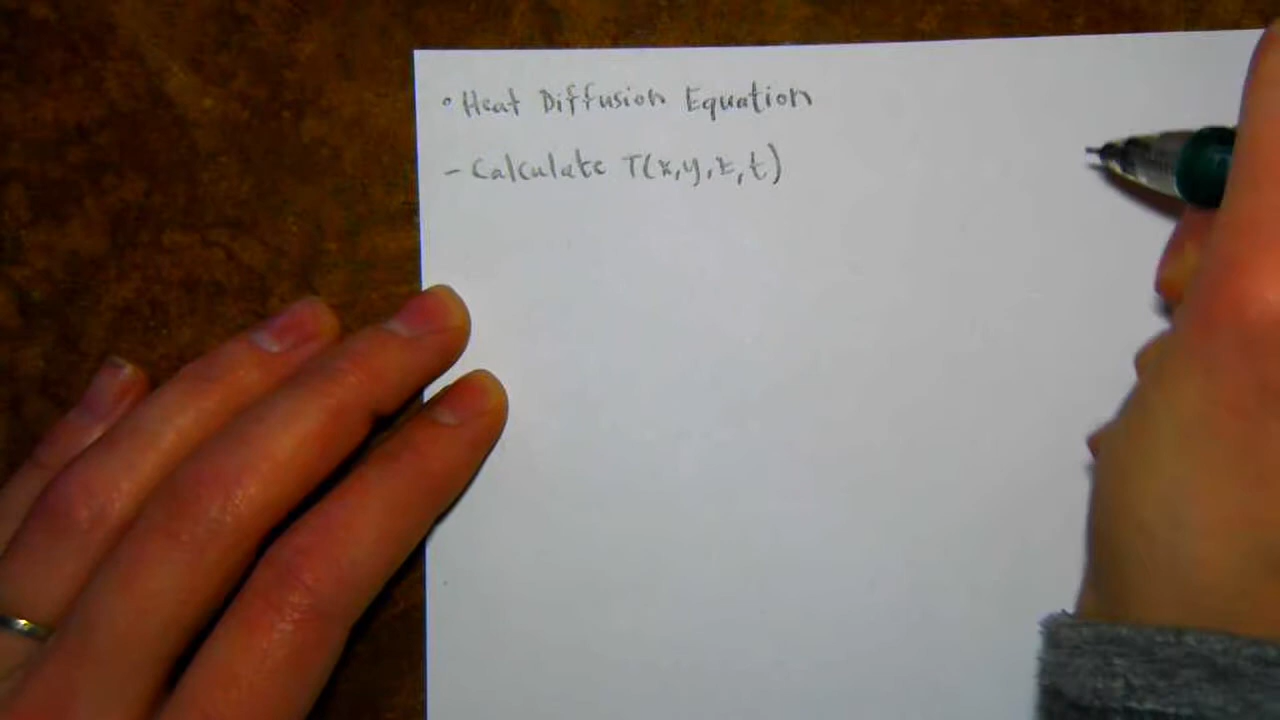 • Heat Diffusion Equation
- Calculate T(x,y,z,t)